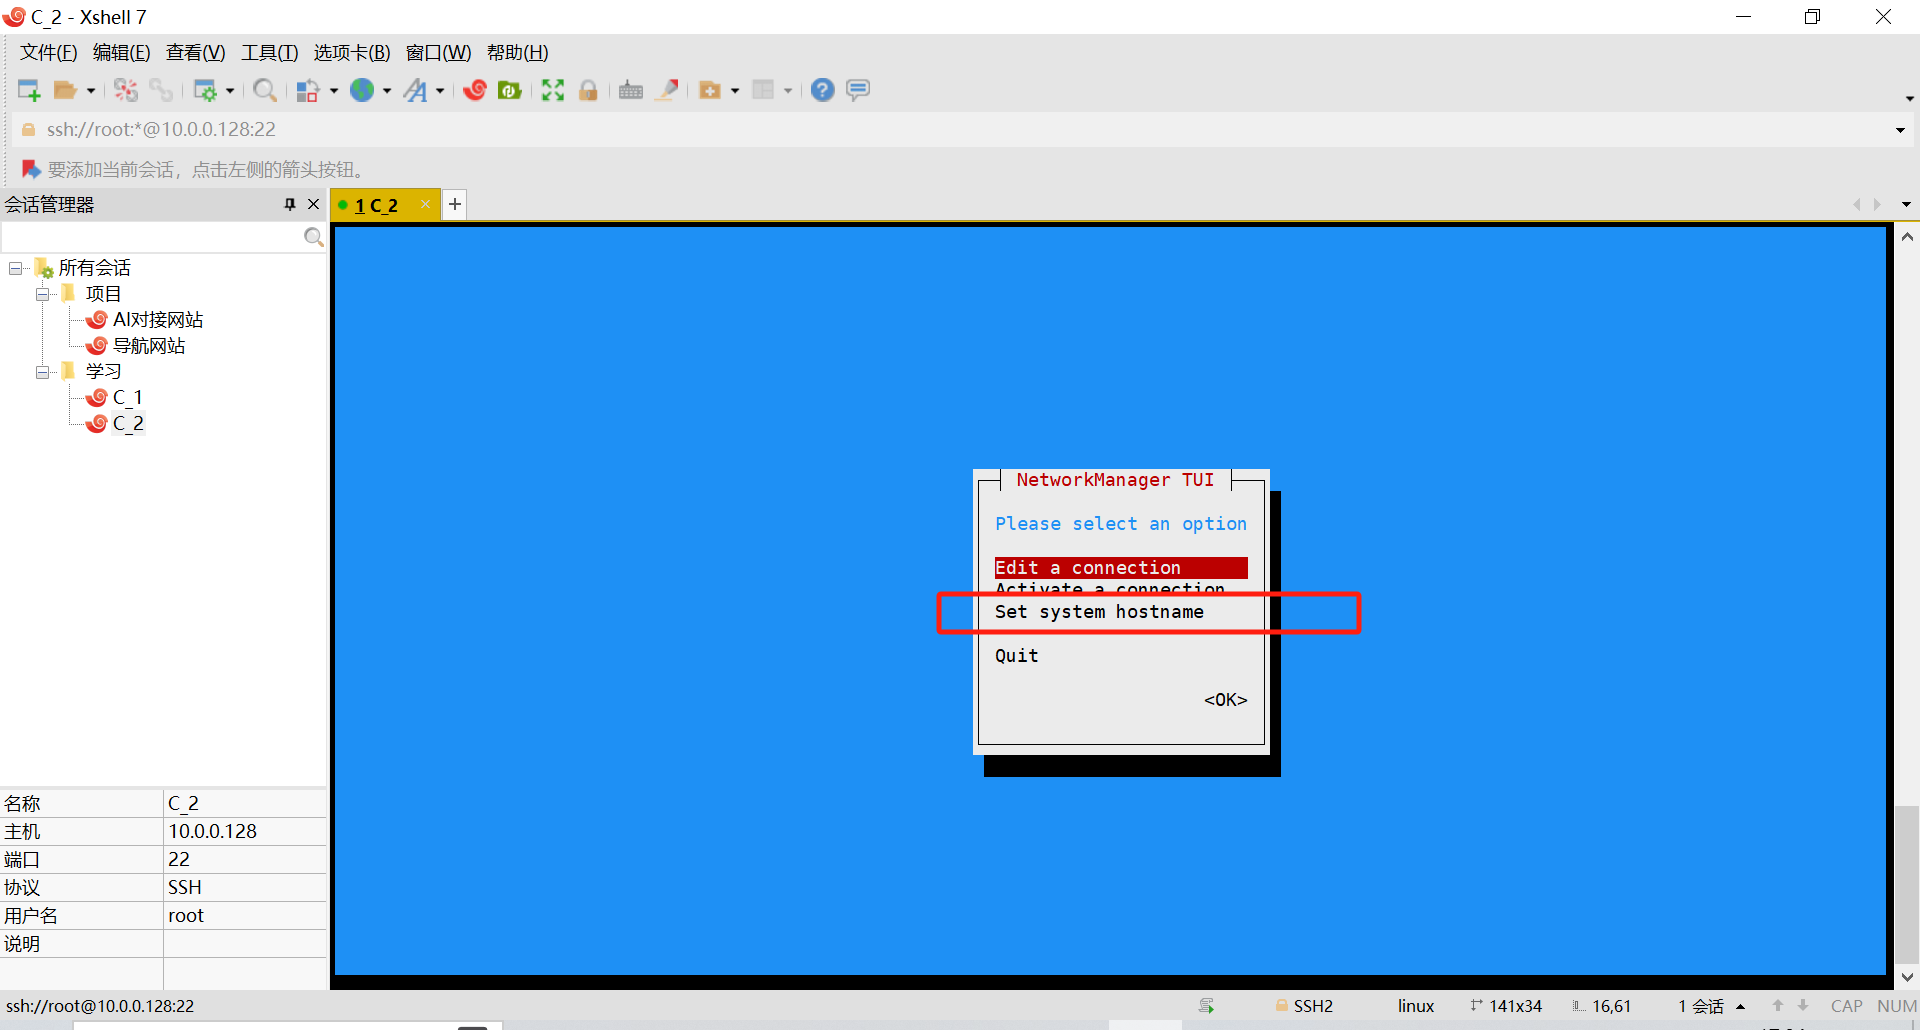 C_2 - Xshell 7
文件(F) 编辑(E) 查看(V) 工具(T) 选项卡(B) 窗口(W) 帮助(H)
ssh://root:*@10.0.0.128:22
要添加当前会话，点击左侧的箭头按钮。
会话管理器
1 C_2
所有会话
项目
AI对接网站
导航网站
学习
C_1
C_2
NetworkManager TUI
Please select an option
Edit a connection
Activate a connection
Set system hostname
Quit
<OK>
名称 C_2
主机 10.0.0.128
端口 22
协议 SSH
用户名 root
说明
ssh://root@10.0.0.128:22 SSH2 linux 141x34 16,61 1 会话 CAP NUM